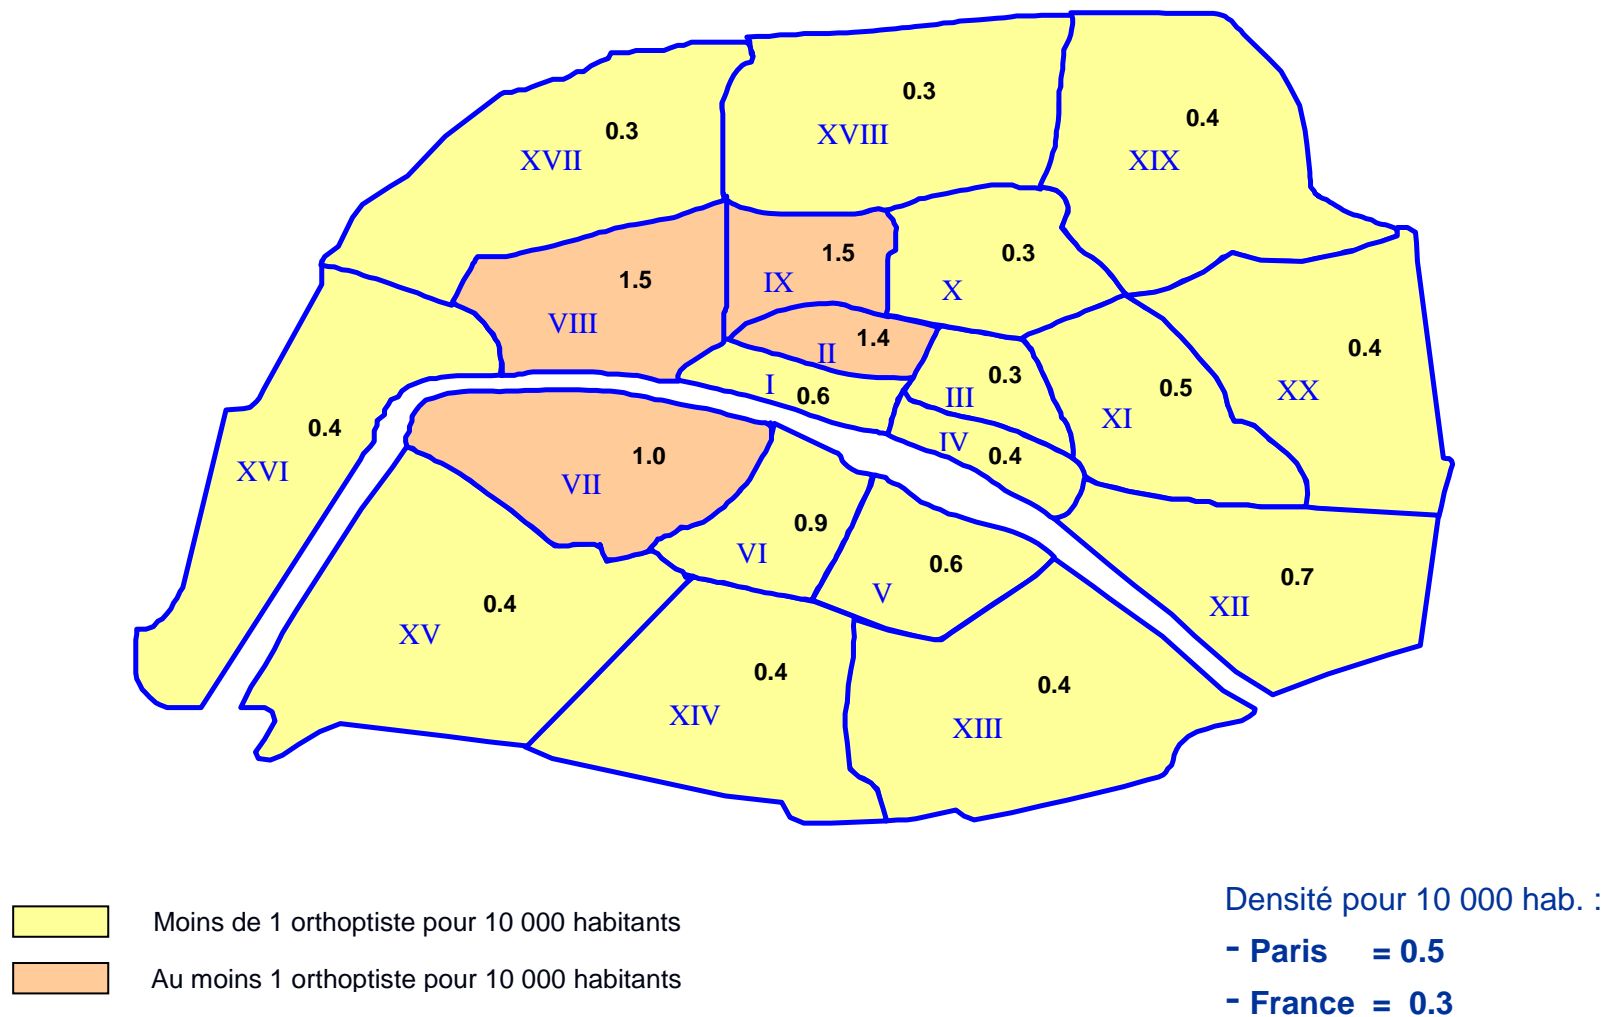 0.3
XVIII
0.4
XIX
0.3
XVII
1.5
IX
0.3
X
1.5
VIII
1.4
II
I
0.6
0.3
III
0.5
XI
0.4
XX
0.4
XVI
1.0
VII
IV
0.4
0.9
VI
0.6
V
0.7
XII
0.4
XV
0.4
XIV
0.4
XIII
Moins de 1 orthoptiste pour 10 000 habitants
Au moins 1 orthoptiste pour 10 000 habitants
Densité pour 10 000 hab. :
- Paris = 0.5
- France = 0.3